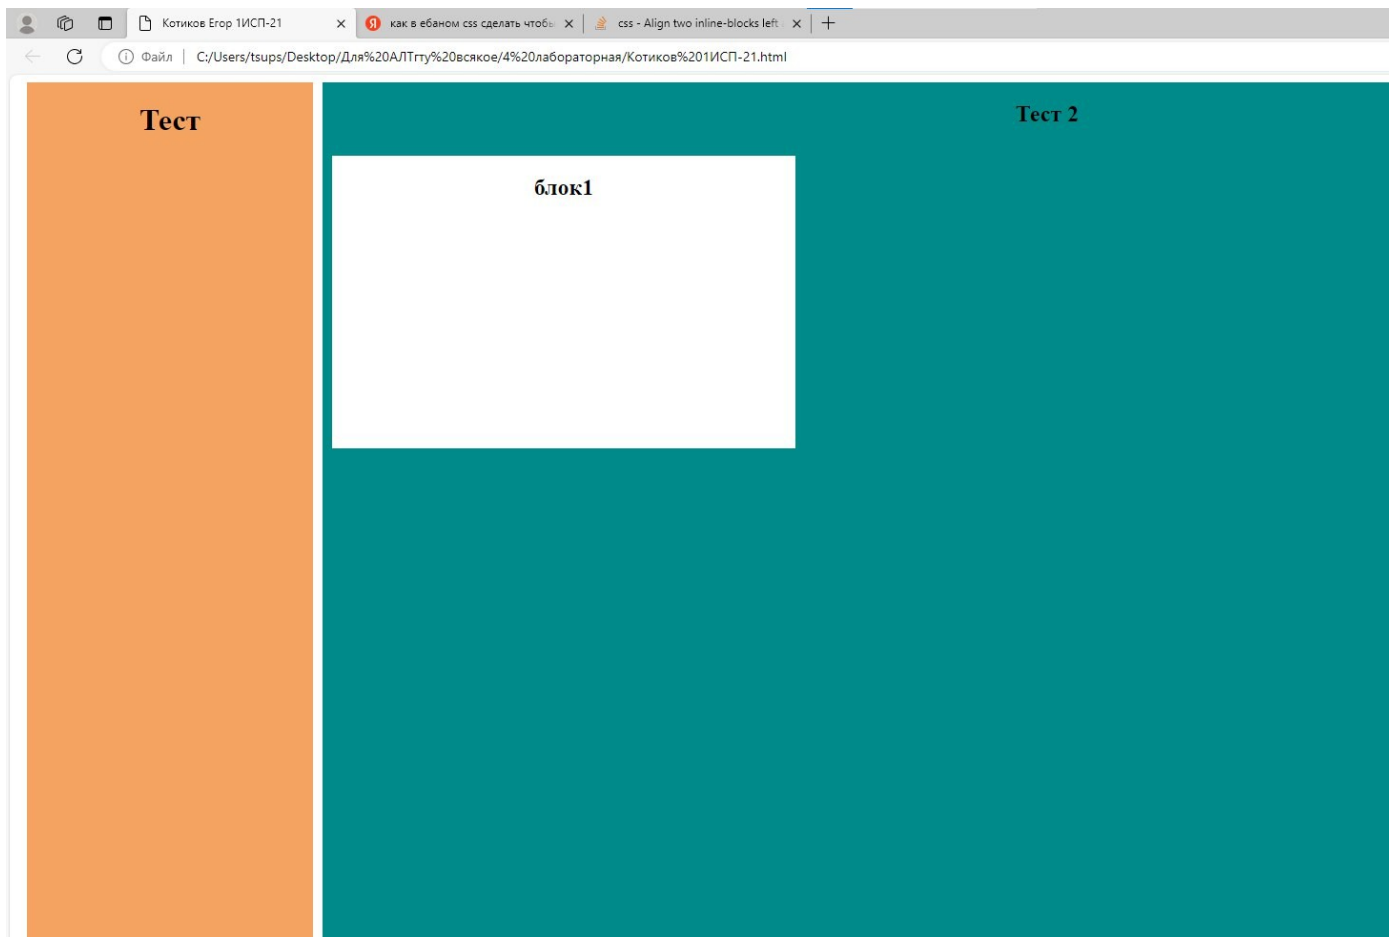 Котиков Егор 1ИСП-21
Я как в ебаном css сделать чтобы
css - Align two inline-blocks left
Файл | C:/Users/tsups/Desktop/Для%20АЛТгту%20всякое/4%20лабораторная/Котиков%201ИСП-21.html
Тест
Тест 2
блок1